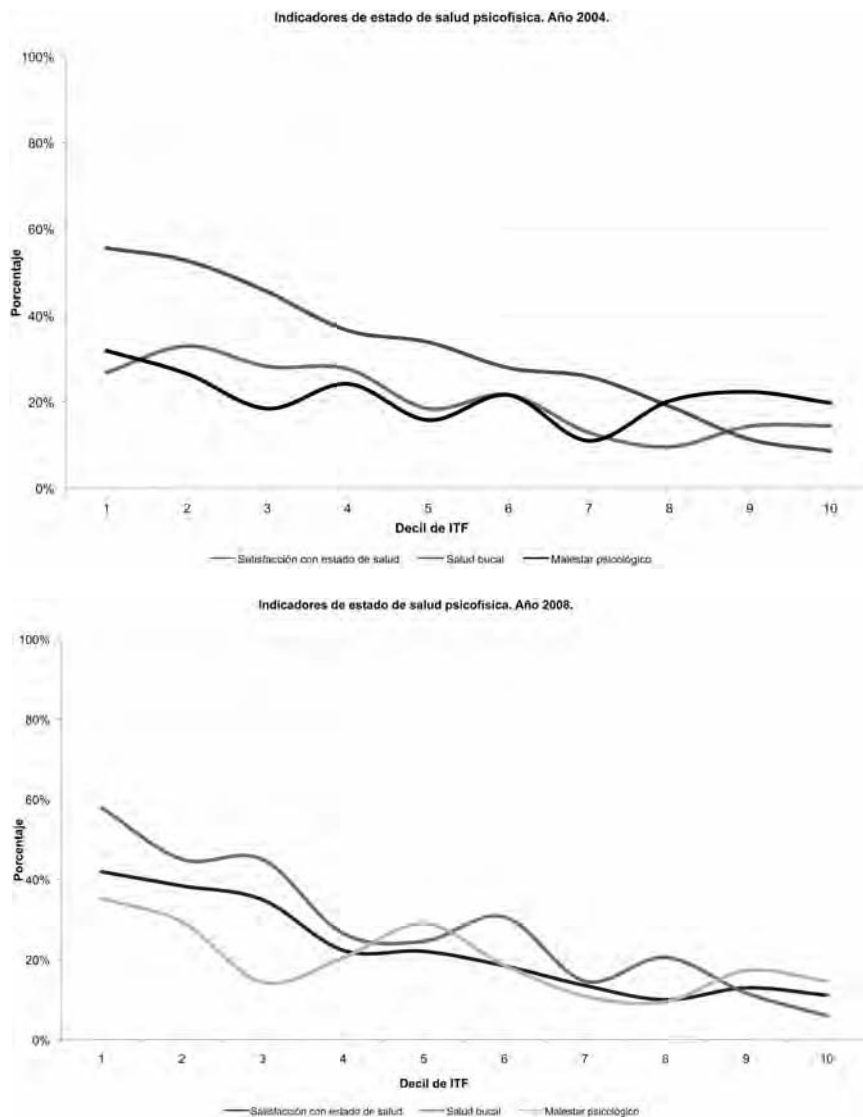 Indicadores de estado de salud psicofisica. Año 2004.
100%
80%
60%
40%
20%
0%
Porcentaje
1 2 3 4 5 6 7 8 9 10
Decil de ITF
Satisfacción con estado de salud Salud bucal Malestar psicológico
Indicadores de estado de salud psicofisica. Año 2008.
100%
80%
60%
40%
20%
0%
Porcentaje
1 2 3 4 5 6 7 8 9 10
Decil de ITF
Satisfacción con estado de salud Salud bucal Malestar psicológico